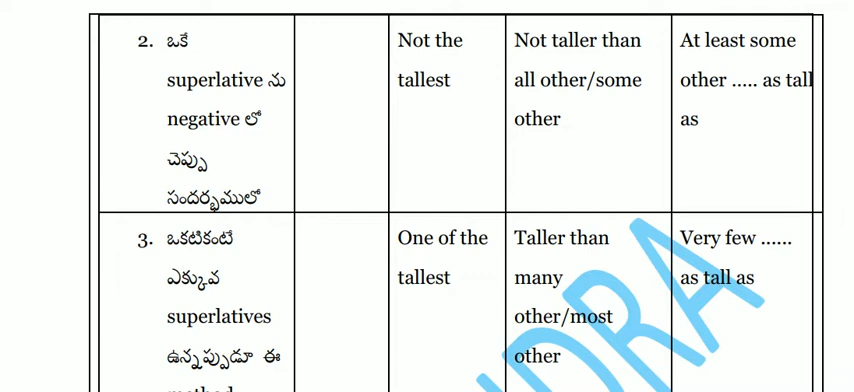 2. ఒకే
superlative ను
negative లో
చెప్పు
సందర్భములో
Not the
tallest
Not taller than
all other/some
other
At least some
other ..... as tall
as
3. ఒకటికంటే
ఎక్కువ
superlatives
ఉన్నప్పుడూ ఈ
method
One of the
tallest
Taller than
many
other/most
other
Very few ......
as tall as